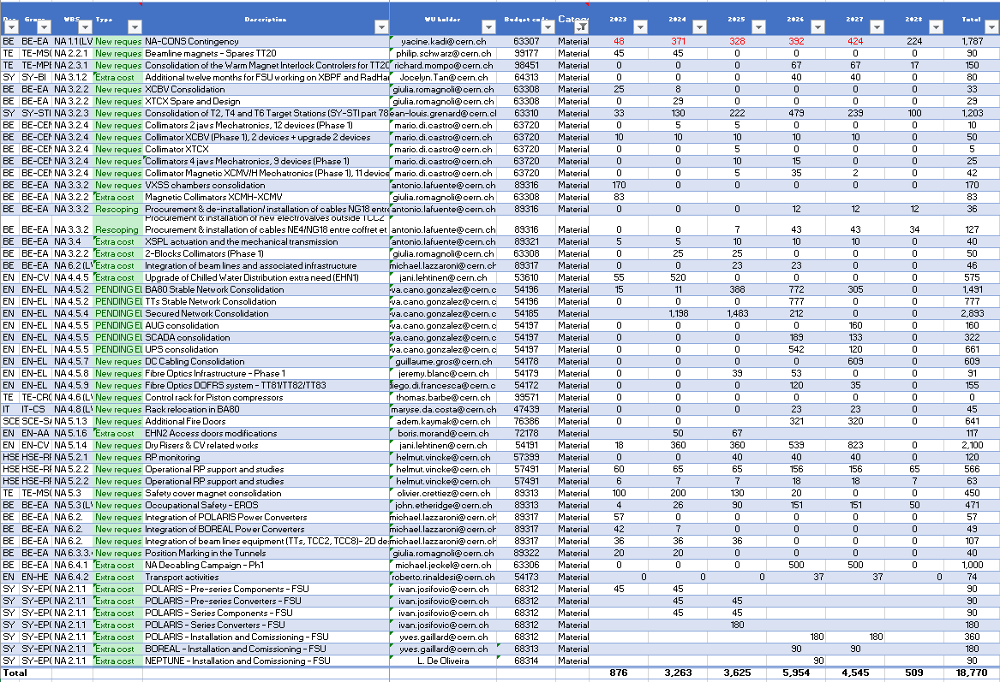 Dep Group WBS Type Description WU holder Budget code Categ 2023 2024 2025 2026 2027 2028 Total
BE BE-EA NA 1.1 (LV New reques NA-CONS Contingency yacine.kadi@cern.ch 63307 Material 48 371 328 392 424 224 1,787
TE TE-MS( NA 2.2.1 New reques Beamline magnets - Spares TT20 philip.schwarz@cern.ch 99177 Material 45 45 0 0 0 0 90
TE TE-MPE NA 2.3.1 New reques Consolidation of the Warm Magnet Interlock Controlers for TT20 richard.mompo@cern.ch 98451 Material 0 0 0 67 67 17 150
SY SY-BI NA 3.1.2 Extra cost Additional twelve months for FSU working on XBPF and RadHar Jocelyn.Tan@cern.ch 64313 Material 0 0 0 40 40 0 80
BE BE-EA NA 3.2.2 New reques XCBV Consolidation giulia.romagnoli@cern.ch 63308 Material 25 8 0 0 0 0 33
BE BE-EA NA 3.2.2 New reques XTCX Spare and Design giulia.romagnoli@cern.ch 63308 Material 0 29 0 0 0 0 29
SY SY-STI NA 3.2.3 New reques Consolidation of T2, T4 and T6 Target Stations (SY-STI part 78 ean-louis.grenard@cern.cl 63310 Material 33 130 222 479 239 100 1,203
BE BE-CEM NA 3.2.4 New reques Collimators 2 jaws Mechatronics, 12 devices (Phase 1) mario.di.castro@cern.ch 63720 Material 0 5 5 0 0 0 10
BE BE-CEM NA 3.2.4 New reques Collimator XCBV (Phase 1), 2 devices + upgrade 2 devices mario.di.castro@cern.ch 63720 Material 10 10 10 10 10 0 50
BE BE-CEM NA 3.2.4 New reques Collimator XTCX mario.di.castro@cern.ch 63720 Material 0 0 5 0 0 0 5
BE BE-CEM NA 3.2.4 New reques Collimators 4 jaws Mechatronics, 9 devices (Phase 1) mario.di.castro@cern.ch 63720 Material 0 0 10 15 0 0 25
BE BE-CEM NA 3.2.4 New reques Collimator Magnetic XCMV/H Mechatronics (Phase 1), 11 device mario.di.castro@cern.ch 63720 Material 0 0 5 35 2 0 42
BE BE-EA NA 3.3.2 New reques VXSS chambers consolidation antonio.lafuente@cern.ch 89316 Material 170 0 0 0 0 0 170
BE BE-EA NA 3.2.2 Extra cost Magnetic Collimators XCMH-XCMV giulia.romagnoli@cern.ch 63308 Material 83 83
BE BE-EA NA 3.3.2 Rescoping Procurement & de-installation/ installation of cables NG18 entre antonio.lafuente@cern.ch 89316 Material 0 0 0 12 12 12 36
Procurement & installation of new electrovalves outside TCC2
BE BE-EA NA 3.3.2 Rescoping Procurement & installation of cables NE4/NG18 entre coffret et antonio.lafuente@cern.ch 89316 Material 0 0 7 43 43 34 127
BE BE-EA NA 3.4 Extra cost XSPL actuation and the mechanical transmission antonio.lafuente@cern.ch 89321 Material 5 5 10 10 10 0 40
BE BE-EA NA 3.2.2 Extra cost 2-Blocks Collimators (Phase 1) giulia.romagnoli@cern.ch 63308 Material 0 25 25 0 0 0 50
BE BE-EA NA 6.2 (LV Extra cost Integration of beamlines and associated infrastructure michael.lazzaroni@cern.ch 89317 Material 0 0 23 23 0 0 46
EN EN-CV NA 4.4.5 Extra cost Upgrade of Chilled Water Distribution extra need (EHN1) jani.lehtinen@cern.ch 53610 Material 55 520 0 0 0 0 575
EN EN-EL NA 4.5.2 PENDING EL BA80 Stable Network Consolidation va.cano.gonzalez@cern.c 54196 Material 15 11 388 772 305 0 1,491
EN EN-EL NA 4.5.2 PENDING EL TTs Stable Network Consolidation va.cano.gonzalez@cern.c 54196 Material 0 0 0 777 0 0 777
EN EN-EL NA 4.5.4 PENDING EL Secured Network Consolidation va.cano.gonzalez@cern.c 54185 Material 1,198 1,483 212 0 0 2,893
EN EN-EL NA 4.5.5 PENDING EL AUG consolidation va.cano.gonzalez@cern.c 54197 Material 0 0 0 0 160 0 160
EN EN-EL NA 4.5.5 PENDING EL SCADA consolidation va.cano.gonzalez@cern.c 54197 Material 0 0 0 189 133 0 322
EN EN-EL NA 4.5.5 PENDING EL UPS consolidation va.cano.gonzalez@cern.c 54197 Material 0 0 0 542 120 0 661
EN EN-EL NA 4.5.7 New reques DC Cabling Consolidation guillaume.gros@cern.ch 54178 Material 0 0 0 0 609 0 609
EN EN-EL NA 4.5.8 New reques Fibre Optics Infrastructure - Phase 1 jeremy.blanc@cern.ch 54179 Material 0 0 39 53 0 0 91
EN EN-EL NA 4.5.9 New reques Fibre Optics DOFRS system - TT81/TT82/TT83 diego.di.francesca@cern.c 54172 Material 0 0 0 120 35 0 155
TE TE-CR( NA 4.6 (LV New reques Control rack for Piston compressors thomas.barbe@cern.ch 99571 Material 0 0 0 0 0 0 0
IT IT-CS NA 4.8 (LV New reques Rack relocation in BA80 maryse.da.costa@cern.ch 47439 Material 0 0 0 23 23 0 45
SCE SCE-SA NA 5.1.3 New reques Additional Fire Doors adem.kaymak@cern.ch 76386 Material 0 0 321 320 0 641
EN EN-AA NA 5.1.6 Extra cost EHN2 Access doors modifications boris.morand@cern.ch 72178 Material 50 67 117
EN EN-CV NA 5.1.4 New reques Dry Risers & CV related works jani.lehtinen@cern.ch 54191 Material 18 360 360 539 823 0 2,100
HSE HSE-RP NA 5.2.1 New reques RP monitoring helmut.vincke@cern.ch 57399 Material 0 0 40 40 40 0 120
HSE HSE-RP NA 5.2.2 New reques Operational RP support and studies helmut.vincke@cern.ch 57491 Material 60 65 65 156 156 65 566
HSE HSE-RP NA 5.2.2 New reques Operational RP support and studies helmut.vincke@cern.ch 57491 Material 6 7 7 18 18 7 63
TE TE-MS( NA 5.3 New reques Safety cover magnet consolidation olivier.crettiez@cern.ch 89313 Material 100 200 130 20 0 0 450
BE BE-EA NA 5.3 (LV New reques Occupational Safety - EROS john.etheridge@cern.ch 89313 Material 4 26 90 151 151 50 471
BE BE-EA NA 6.2. New reques Integration of POLARIS Power Converters michael.lazzaroni@cern.ch 89317 Material 57 0 0 0 0 0 57
BE BE-EA NA 6.2. New reques Integration of BOREAL Power Converters michael.lazzaroni@cern.ch 89317 Material 42 7 0 0 0 0 49
BE BE-EA NA 6.2. New reques Integration of beam lines equipment (TTs, TCC2, TCC8)- 2D de michael.lazzaroni@cern.ch 89317 Material 36 36 36 0 0 0 107
BE BE-EA NA 6.3.3. New reques Position Marking in the Tunnels giulia.romagnoli@cern.ch 89322 Material 20 20 0 0 0 0 40
BE BE-EA NA 6.4.1 Extra cost NA Decabling Campaign - Ph1 michael.jeckel@cern.ch 63306 Material 0 0 0 500 500 0 1,000
EN EN-HE NA 6.4.2 Extra cost Transport activities roberto.rinaldesi@cern.ch 54173 Material 0 0 0 37 37 0 74
SY SY-EP( NA 2.1.1 Extra cost POLARIS - Pre-series Components - FSU ivan.josifovic@cern.ch 68312 Material 45 45 90
SY SY-EP( NA 2.1.1 Extra cost POLARIS - Pre-series Converters - FSU ivan.josifovic@cern.ch 68312 Material 45 45 90
SY SY-EP( NA 2.1.1 Extra cost POLARIS - Series Components - FSU ivan.josifovic@cern.ch 68312 Material 45 45 90
SY SY-EP( NA 2.1.1 Extra cost POLARIS - Series Converters - FSU ivan.josifovic@cern.ch 68312 Material 180 180
SY SY-EP( NA 2.1.1 Extra cost POLARIS - Installation and Comissioning - FSU yves.gaillard@cern.ch 68312 Material 180 180 360
SY SY-EP( NA 2.1.1 Extra cost BOREAL - Installation and Comissioning - FSU yves.gaillard@cern.ch 68313 Material 90 90 180
SY SY-EP( NA 2.1.1 Extra cost NEPTUNE - Installation and Comissioning - FSU L. De Oliveira 68314 Material 90 90
Total 876 3,263 3,625 5,954 4,545 509 18,770